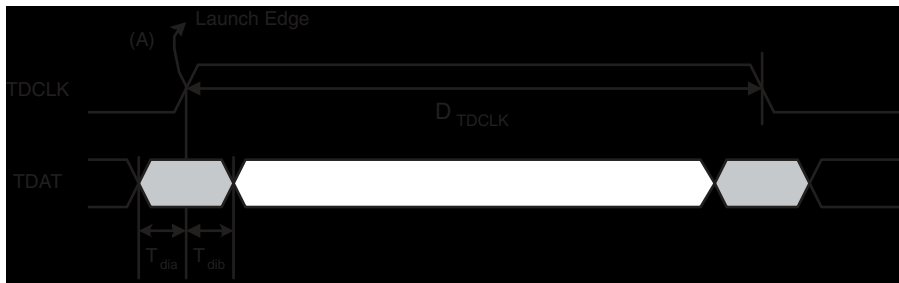 Launch Edge
(A)
TDCLK
D TDCLK
TDAT
T dia T dib